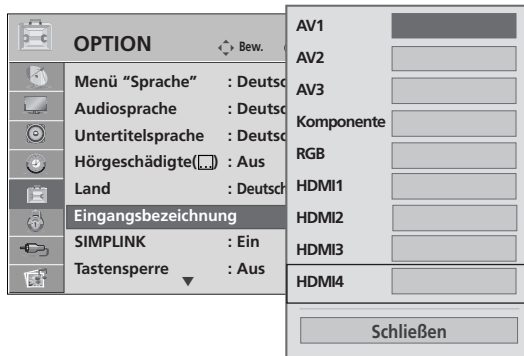 OPTION
Bew.
Menü “Sprache” : Deutsc
Audiosprache : Deutsc
Untertitelsprache : Deutsc
Hörgeschädigte(...) : Aus
Land : Deutsch
Eingangsbezeichnung
SIMPLINK : Ein
Tastensperre : Aus
AV1
AV2
AV3
Komponente
RGB
HDMI1
HDMI2
HDMI3
HDMI4
Schließen